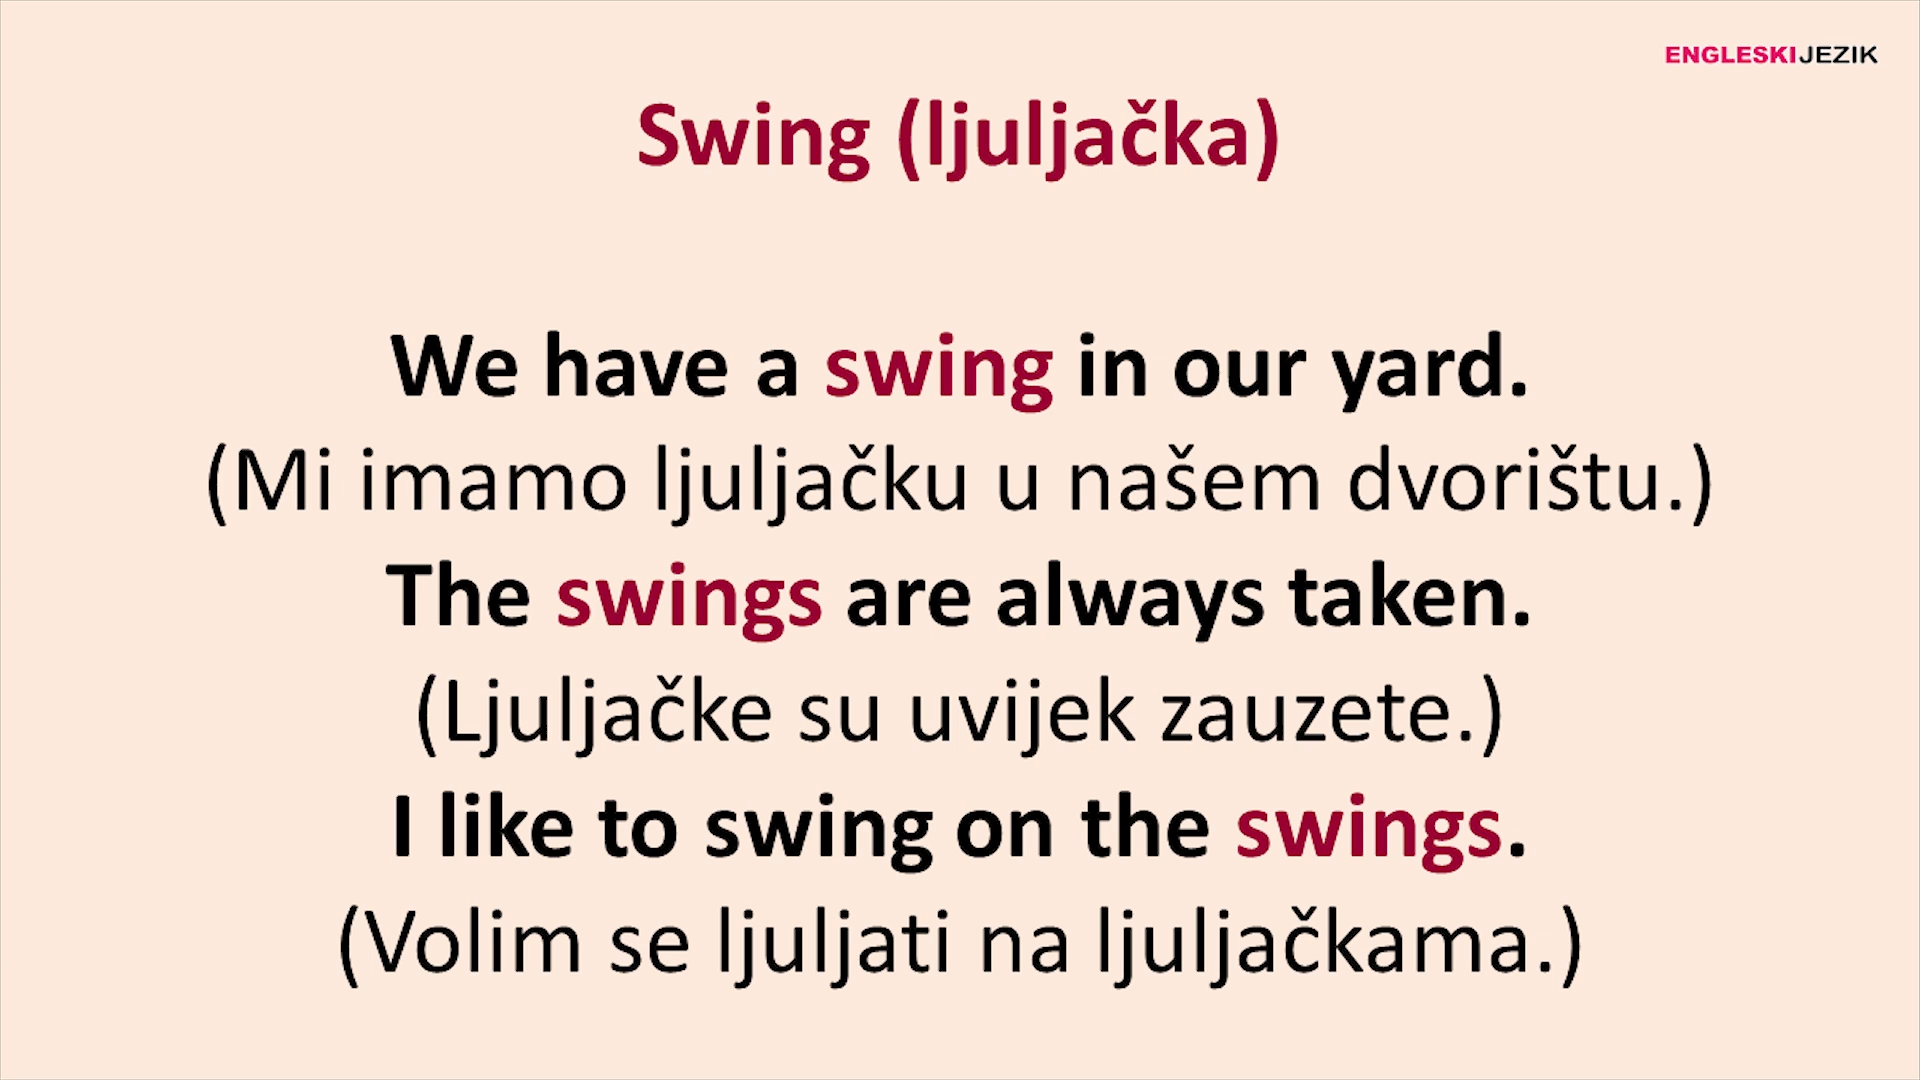 ENGLESKIJEZIK
Swing (ljuljačka)
We have a swing in our yard.
(Mi imamo ljuljačku u našem dvorištu.)
The swings are always taken.
(Ljuljačke su uvijek zauzete.)
I like to swing on the swings.
(Volim se ljuljati na ljuljačkama.)